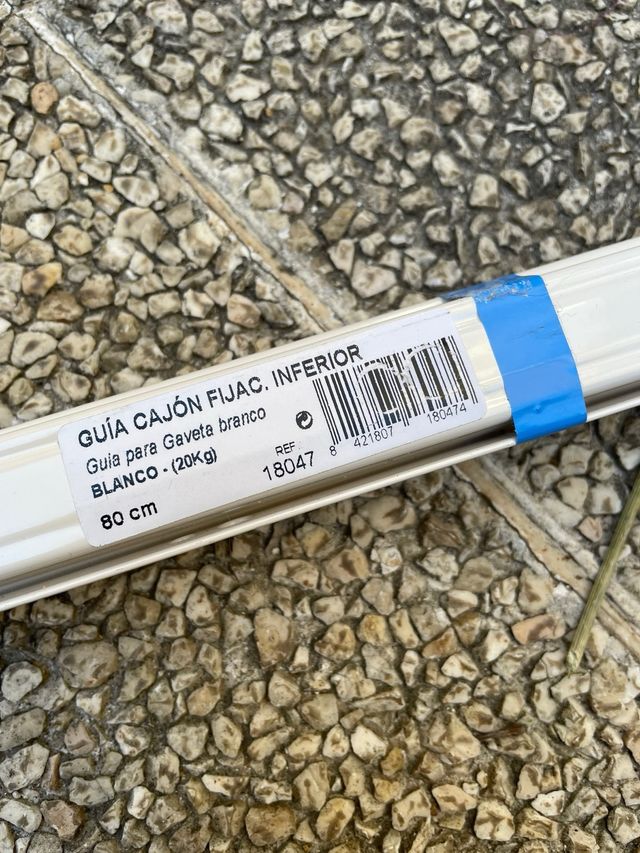 GUÍA CAJÓN FIJAC. INFERIOR
Guia para Gaveta branco
BLANCO - (20Kg)
80 cm
REF.
18047
8 421807 180474